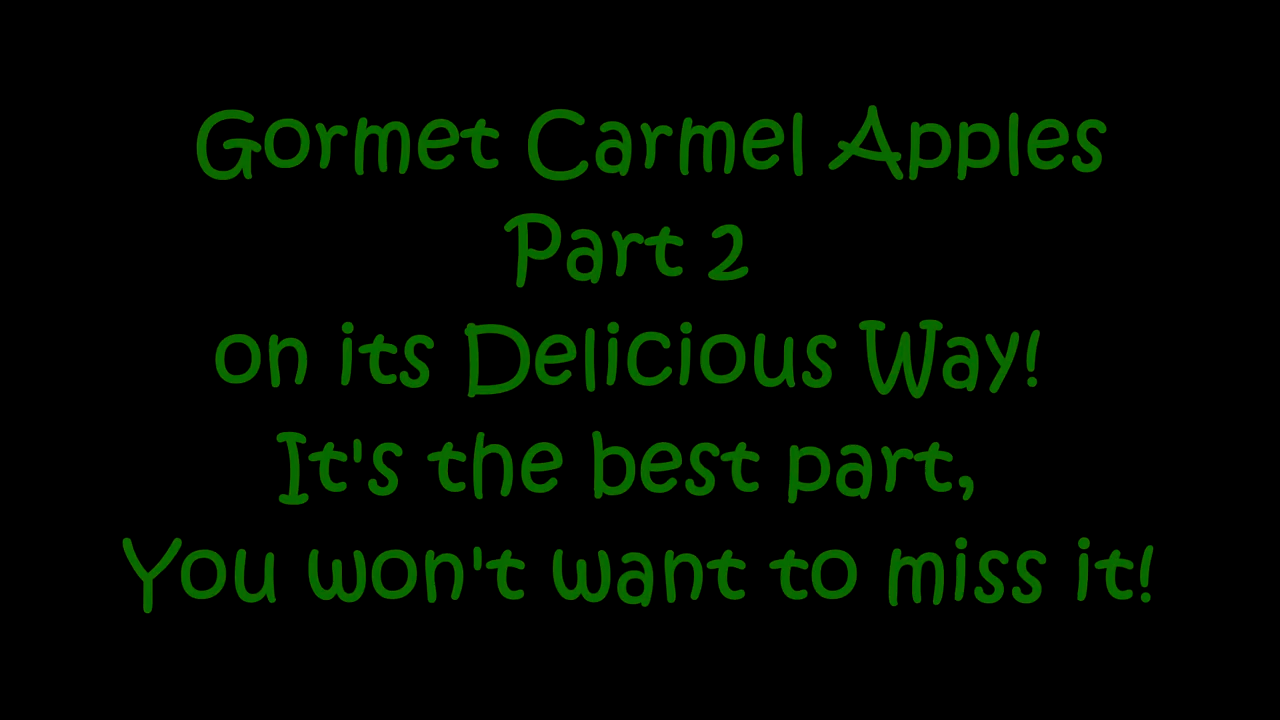 Gormet Carmel Apples
Part 2
on its Delicious Way!
It's the best part,
You won't want to miss it!